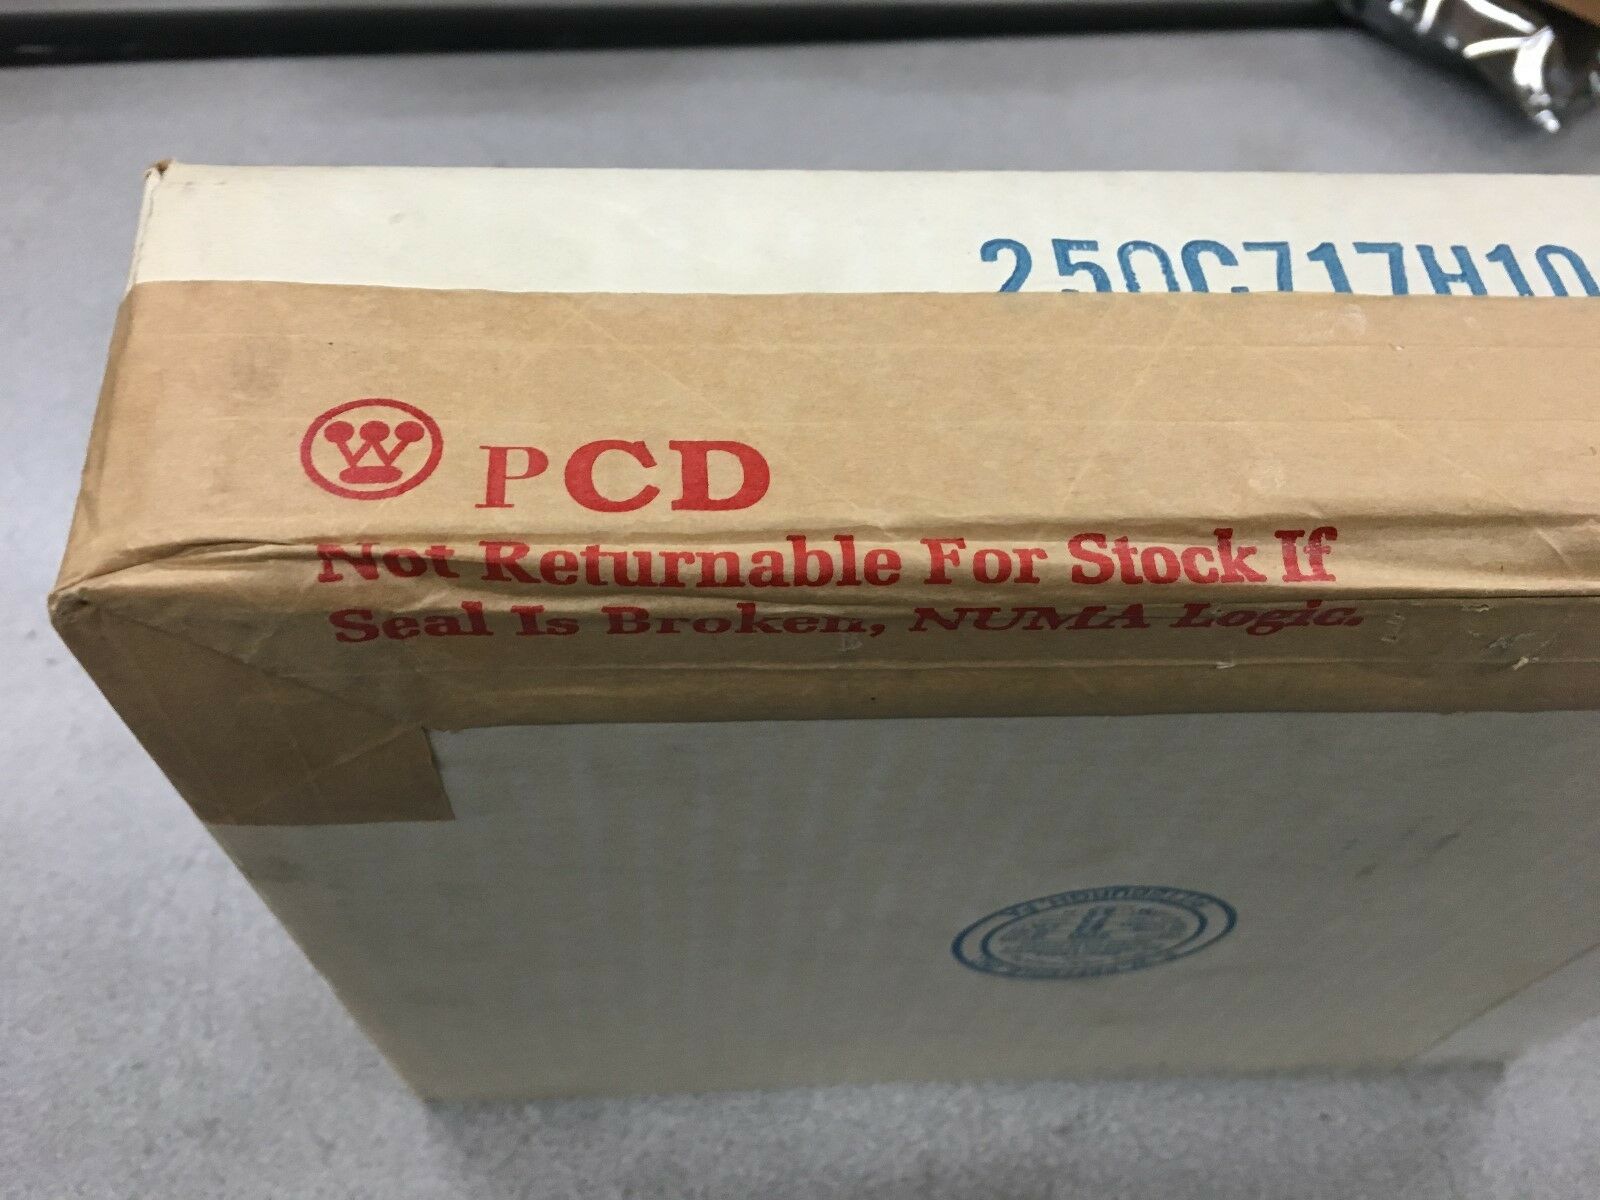 250C717H10
W PCD
Not Returnable For Stock If
Seal Is Broken, NUMA Logic.